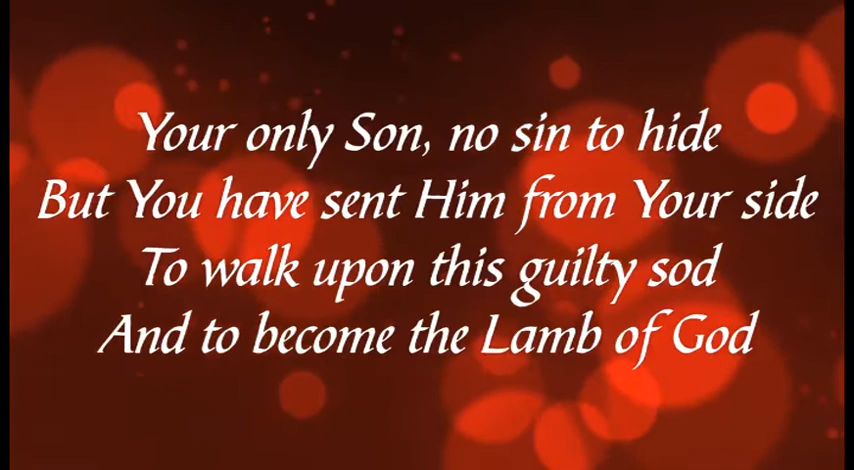 Your only Son, no sin to hide
But You have sent Him from Your side
To walk upon this guilty sod
And to become the Lamb of God